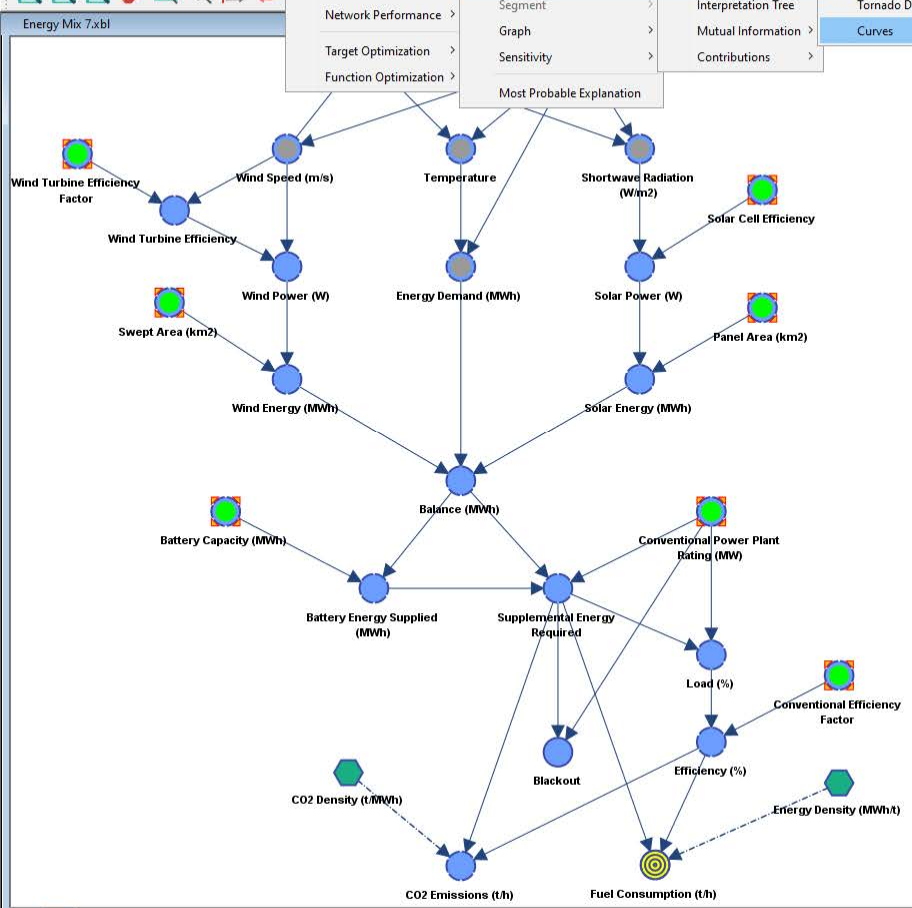 Segment
Interpretation Tree
Tornado D
Network Performance
Energy Mix 7.xbl
Graph
Mutual Information
Curves
Target Optimization
Sensitivity
Contributions
Function Optimization
Most Probable Explanation
Wind Turbine Efficiency
Factor
Wind Speed (m/s)
Temperature
Shortwave Radiation
(W/m2)
Solar Cell Efficiency
Wind Turbine Efficiency
Wind Power (W)
Energy Demand (MWh)
Solar Power (W)
Swept Area (km2)
Panel Area (km2)
Wind Energy (MWh)
Solar Energy (MWh)
Balance (MWh)
Battery Capacity (MWh)
Conventional Power Plant
Rating (MW)
Battery Energy Supplied
(MWh)
Supplemental Energy
Required
Load (%)
Conventional Efficiency
Factor
Efficiency (%)
Blackout
CO2 Density (t/MWh)
Energy Density (MWh/t)
CO2 Emissions (t/h)
Fuel Consumption (t/h)